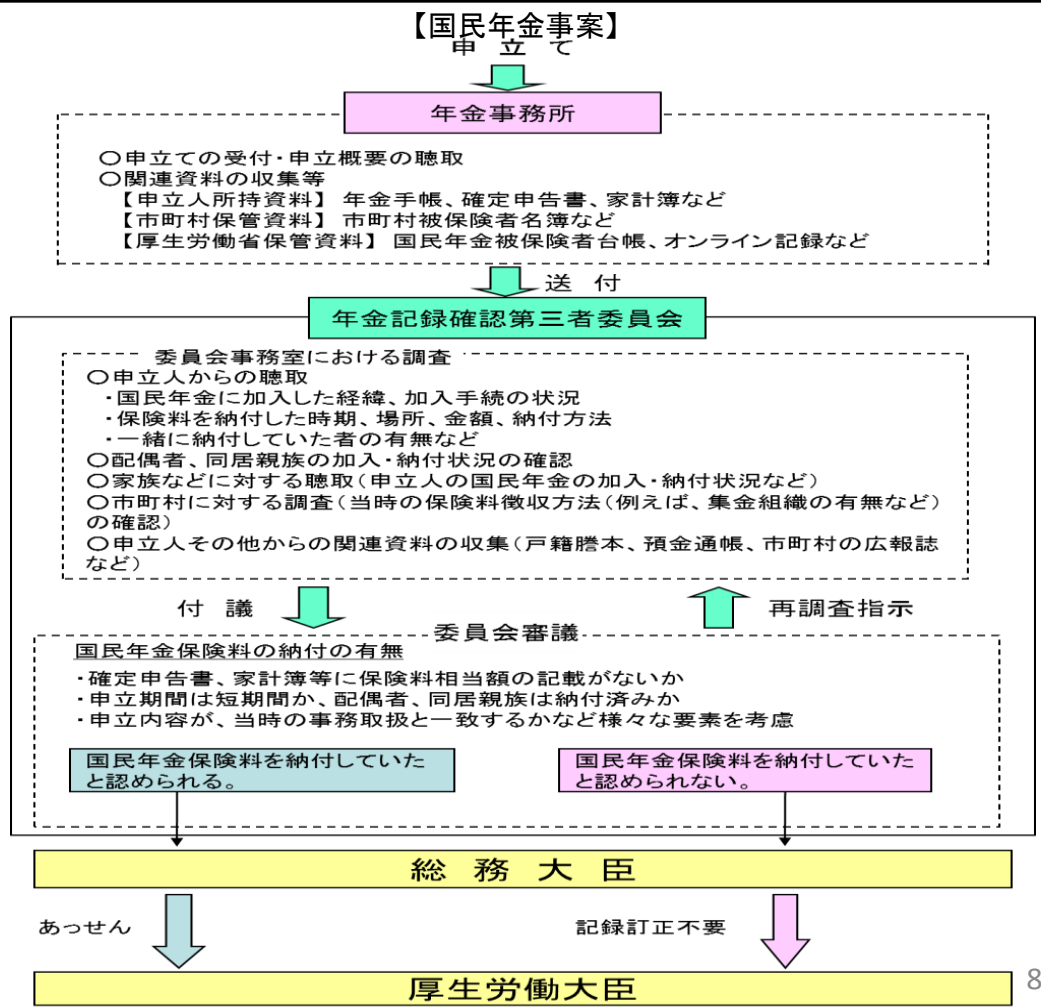 【国民年金事案】
申 立 て
年金事務所
○申立ての受付・申立概要の聴取
○関連資料の収集等
【申立人所持資料】 年金手帳、確定申告書、家計簿など
【市町村保管資料】 市町村被保険者名簿など
【厚生労働省保管資料】 国民年金被保険者台帳、オンライン記録など
送 付
年金記録確認第三者委員会
委員会事務室における調査
○申立人からの聴取
・国民年金に加入した経緯、加入手続の状況
・保険料を納付した時期、場所、金額、納付方法
・一緒に納付していた者の有無など
○配偶者、同居親族の加入・納付状況の確認
○家族などに対する聴取(申立人の国民年金の加入・納付状況など)
○市町村に対する調査(当時の保険料徴収方法(例えば、集金組織の有無など)
の確認)
○申立人その他からの関連資料の収集(戸籍謄本、預金通帳、市町村の広報誌
など)
付 議
再調査指示
委員会審議
国民年金保険料の納付の有無
・確定申告書、家計簿等に保険料相当額の記載がないか
・申立期間は短期間か、配偶者、同居親族は納付済みか
・申立内容が、当時の事務取扱と一致するかなど様々な要素を考慮
国民年金保険料を納付していた
と認められる。
国民年金保険料を納付していた
と認められない。
総 務 大 臣
あっせん
記録訂正不要
厚生労働大臣
8